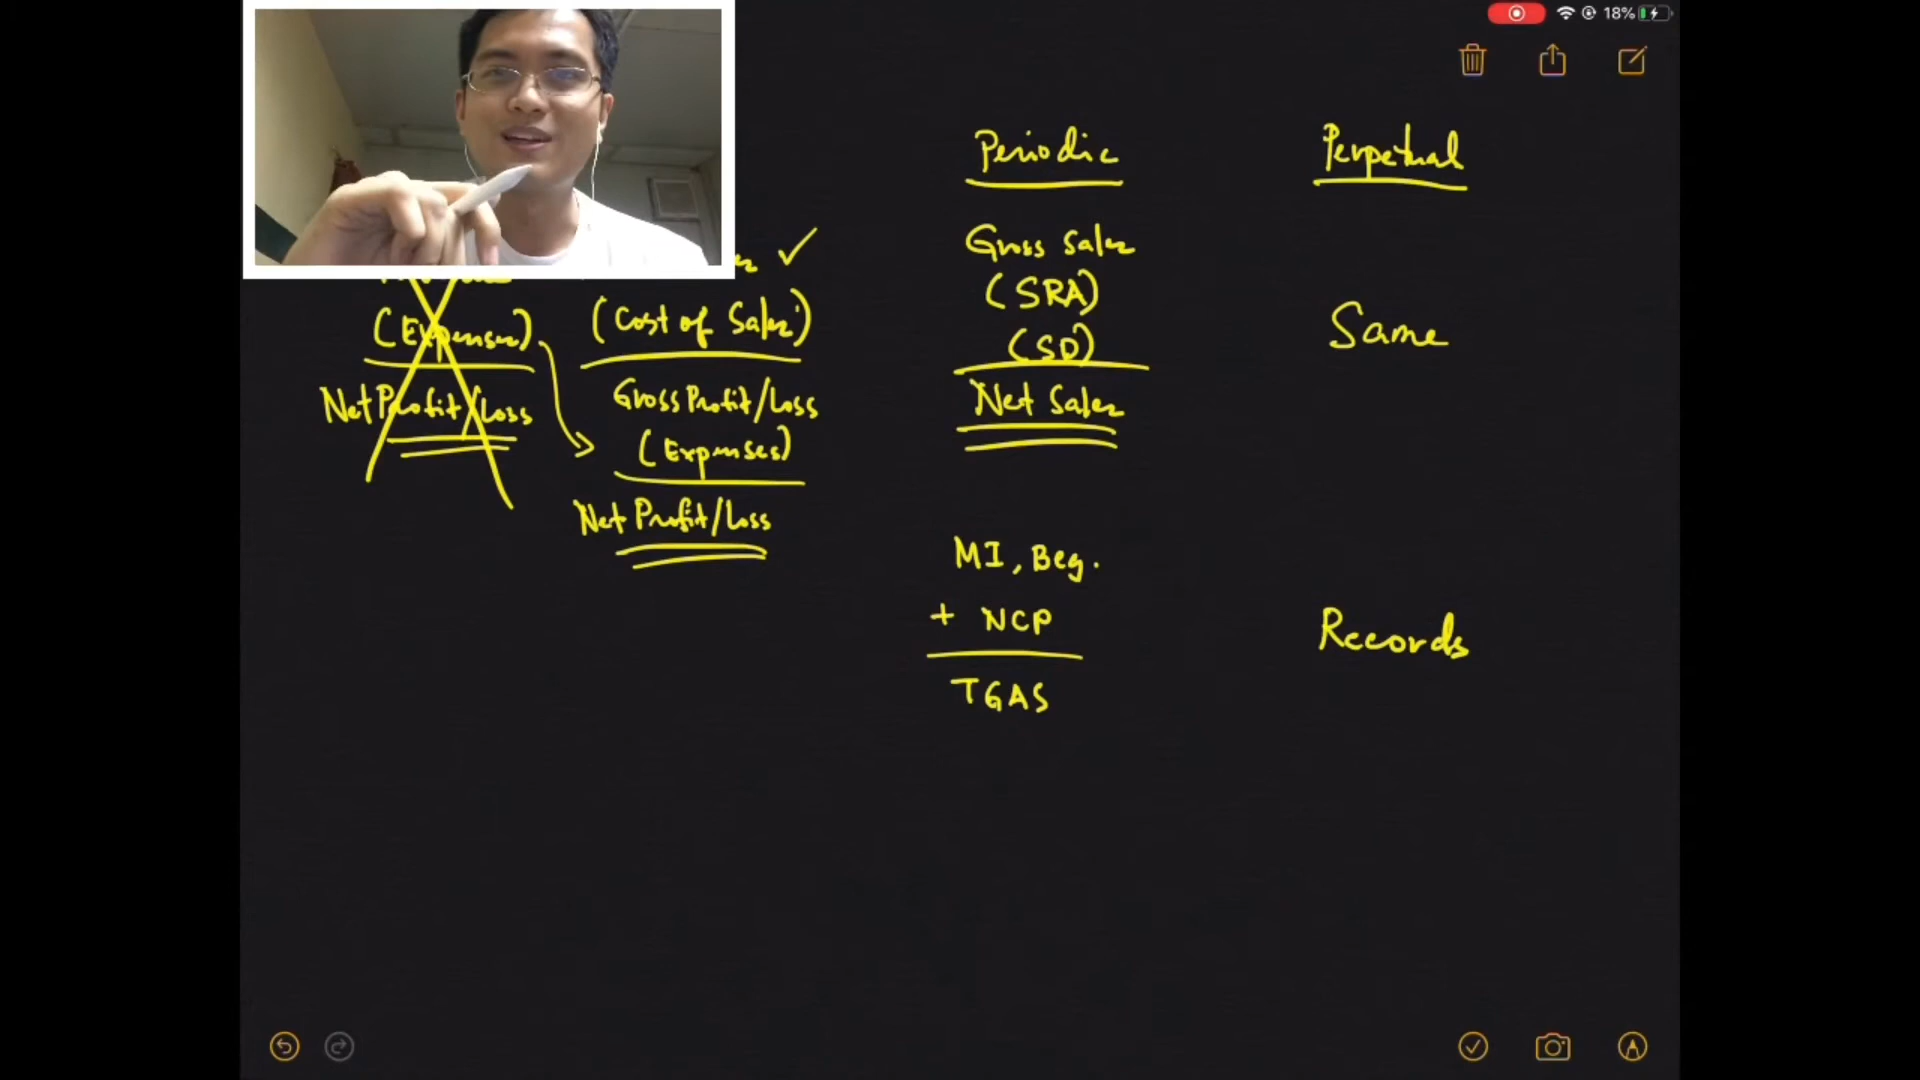 18%
Periodic
Perpetual
✓
(Expenses)
Net Profit/Loss
(Cost of Sales)
Gross Profit/Loss
(Expenses)
Net Profit/Loss
Gross Sales
(SRA)
(SD)
Net Sales
Same
MI, Beg.
+ NCP
TGAS
Records